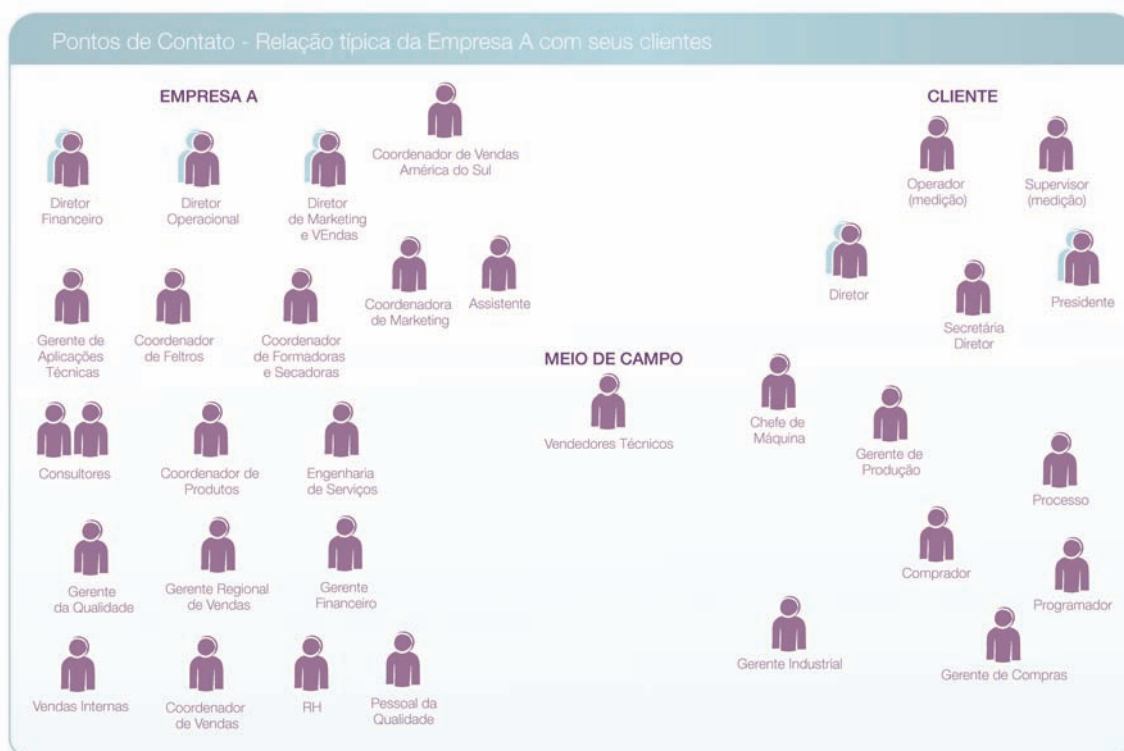 Pontos de Contato - Relação típica da Empresa A com seus clientes
EMPRESA A
Coordenador de Vendas
América do Sul
Diretor
Financeiro
Diretor
Operacional
Diretor
de Marketing
e VEndas
Coordenadora
de Marketing
Assistente
Gerente de
Aplicações
Técnicas
Coordenador
de Feltros
Coordenador
de Formadoras
e Secadoras
Consultores
Coordenador de
Produtos
Engenharia
de Serviços
Gerente
da Qualidade
Gerente Regional
de Vendas
Gerente
Financeiro
Vendas Internas
Coordenador
de Vendas
RH
Pessoal da
Qualidade
MEIO DE CAMPO
Vendedores Técnicos
CLIENTE
Operador
(medição)
Supervisor
(medição)
Diretor
Secretária
Diretor
Presidente
Chefe de
Máquina
Gerente de
Produção
Processo
Comprador
Programador
Gerente Industrial
Gerente de Compras